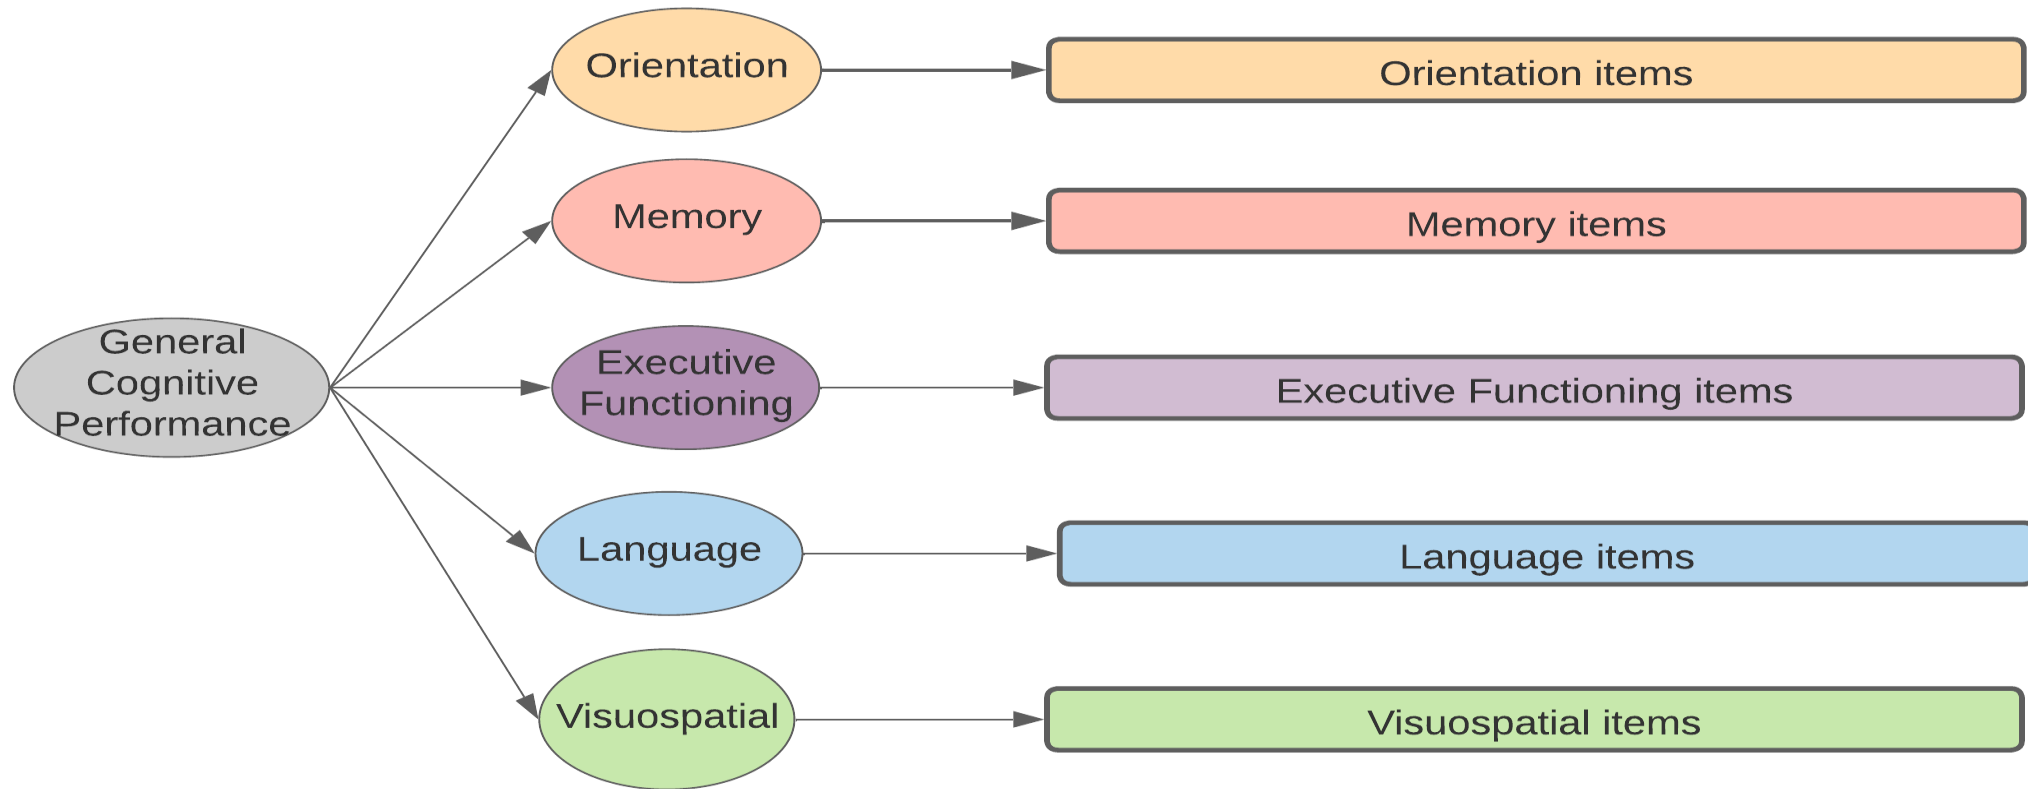 Orientation
Orientation items
Memory
Memory items
General
Cognitive
Performance
Executive
Functioning
Executive Functioning items
Language
Language items
Visuospatial
Visuospatial items